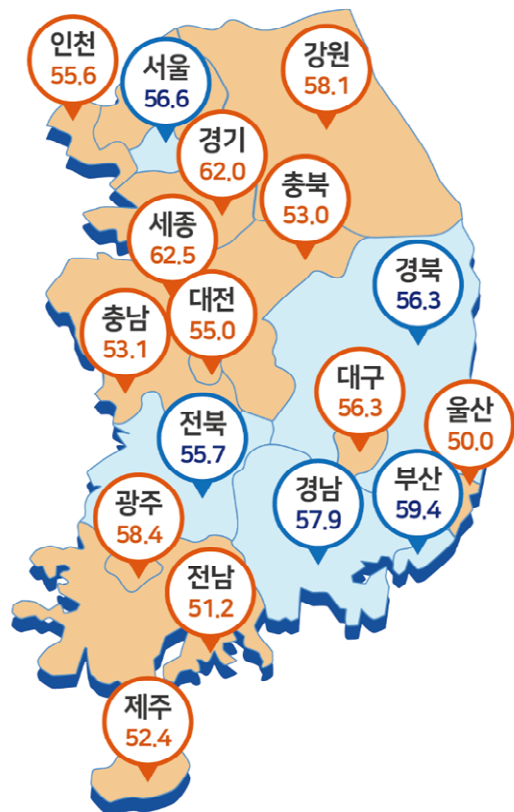 인천
55.6
서울
56.6
강원
58.1
경기
62.0
충북
53.0
세종
62.5
경북
56.3
대전
55.0
충남
53.1
대구
56.3
울산
50.0
전북
55.7
경남
57.9
부산
59.4
광주
58.4
전남
51.2
제주
52.4